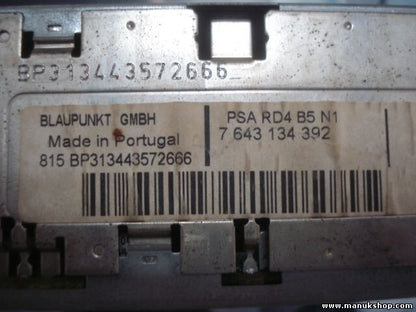 BP313443572666
BLAUPUNKT GMBH
Made in Portugal
815 BP313443572666
PSA RD4 B5 N1
7 643 134 392
www.manukshop.com